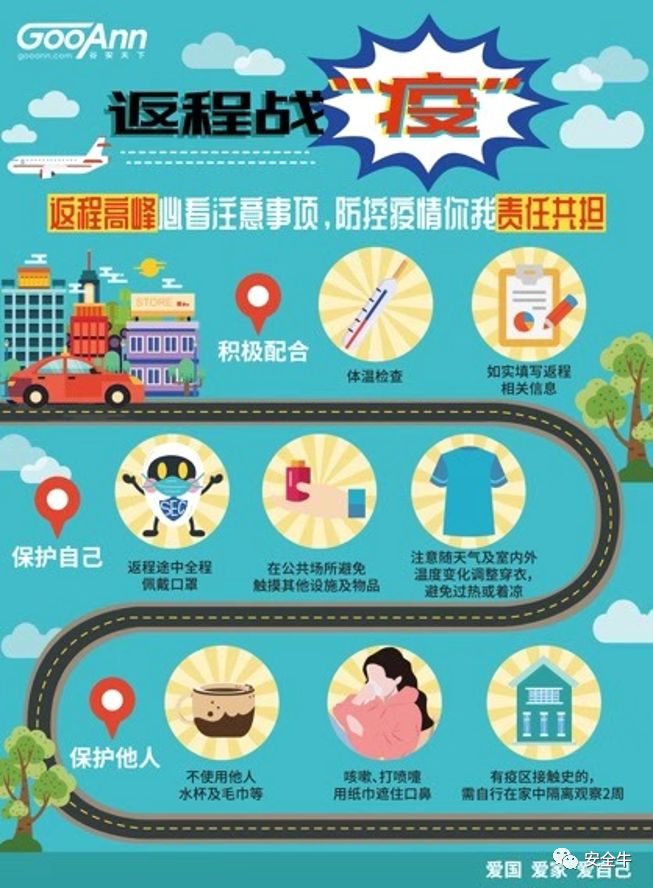 GooAnn
gooann.com 谷安天下
返程战“疫”
返程高峰必看注意事项,防控疫情你我责任共担
STORE
积极配合
体温检查
如实填写返程
相关信息
保护自己
SEC
返程途中全程
佩戴口罩
在公共场所避免
触摸其他设施及物品
注意随天气及室内外
温度变化调整穿衣,
避免过热或着凉
保护他人
不使用他人
水杯及毛巾等
咳嗽、打喷嚏
用纸巾遮住口鼻
有疫区接触史的,
需自行在家中隔离观察2周
爱国 爱家 爱自己
安全牛